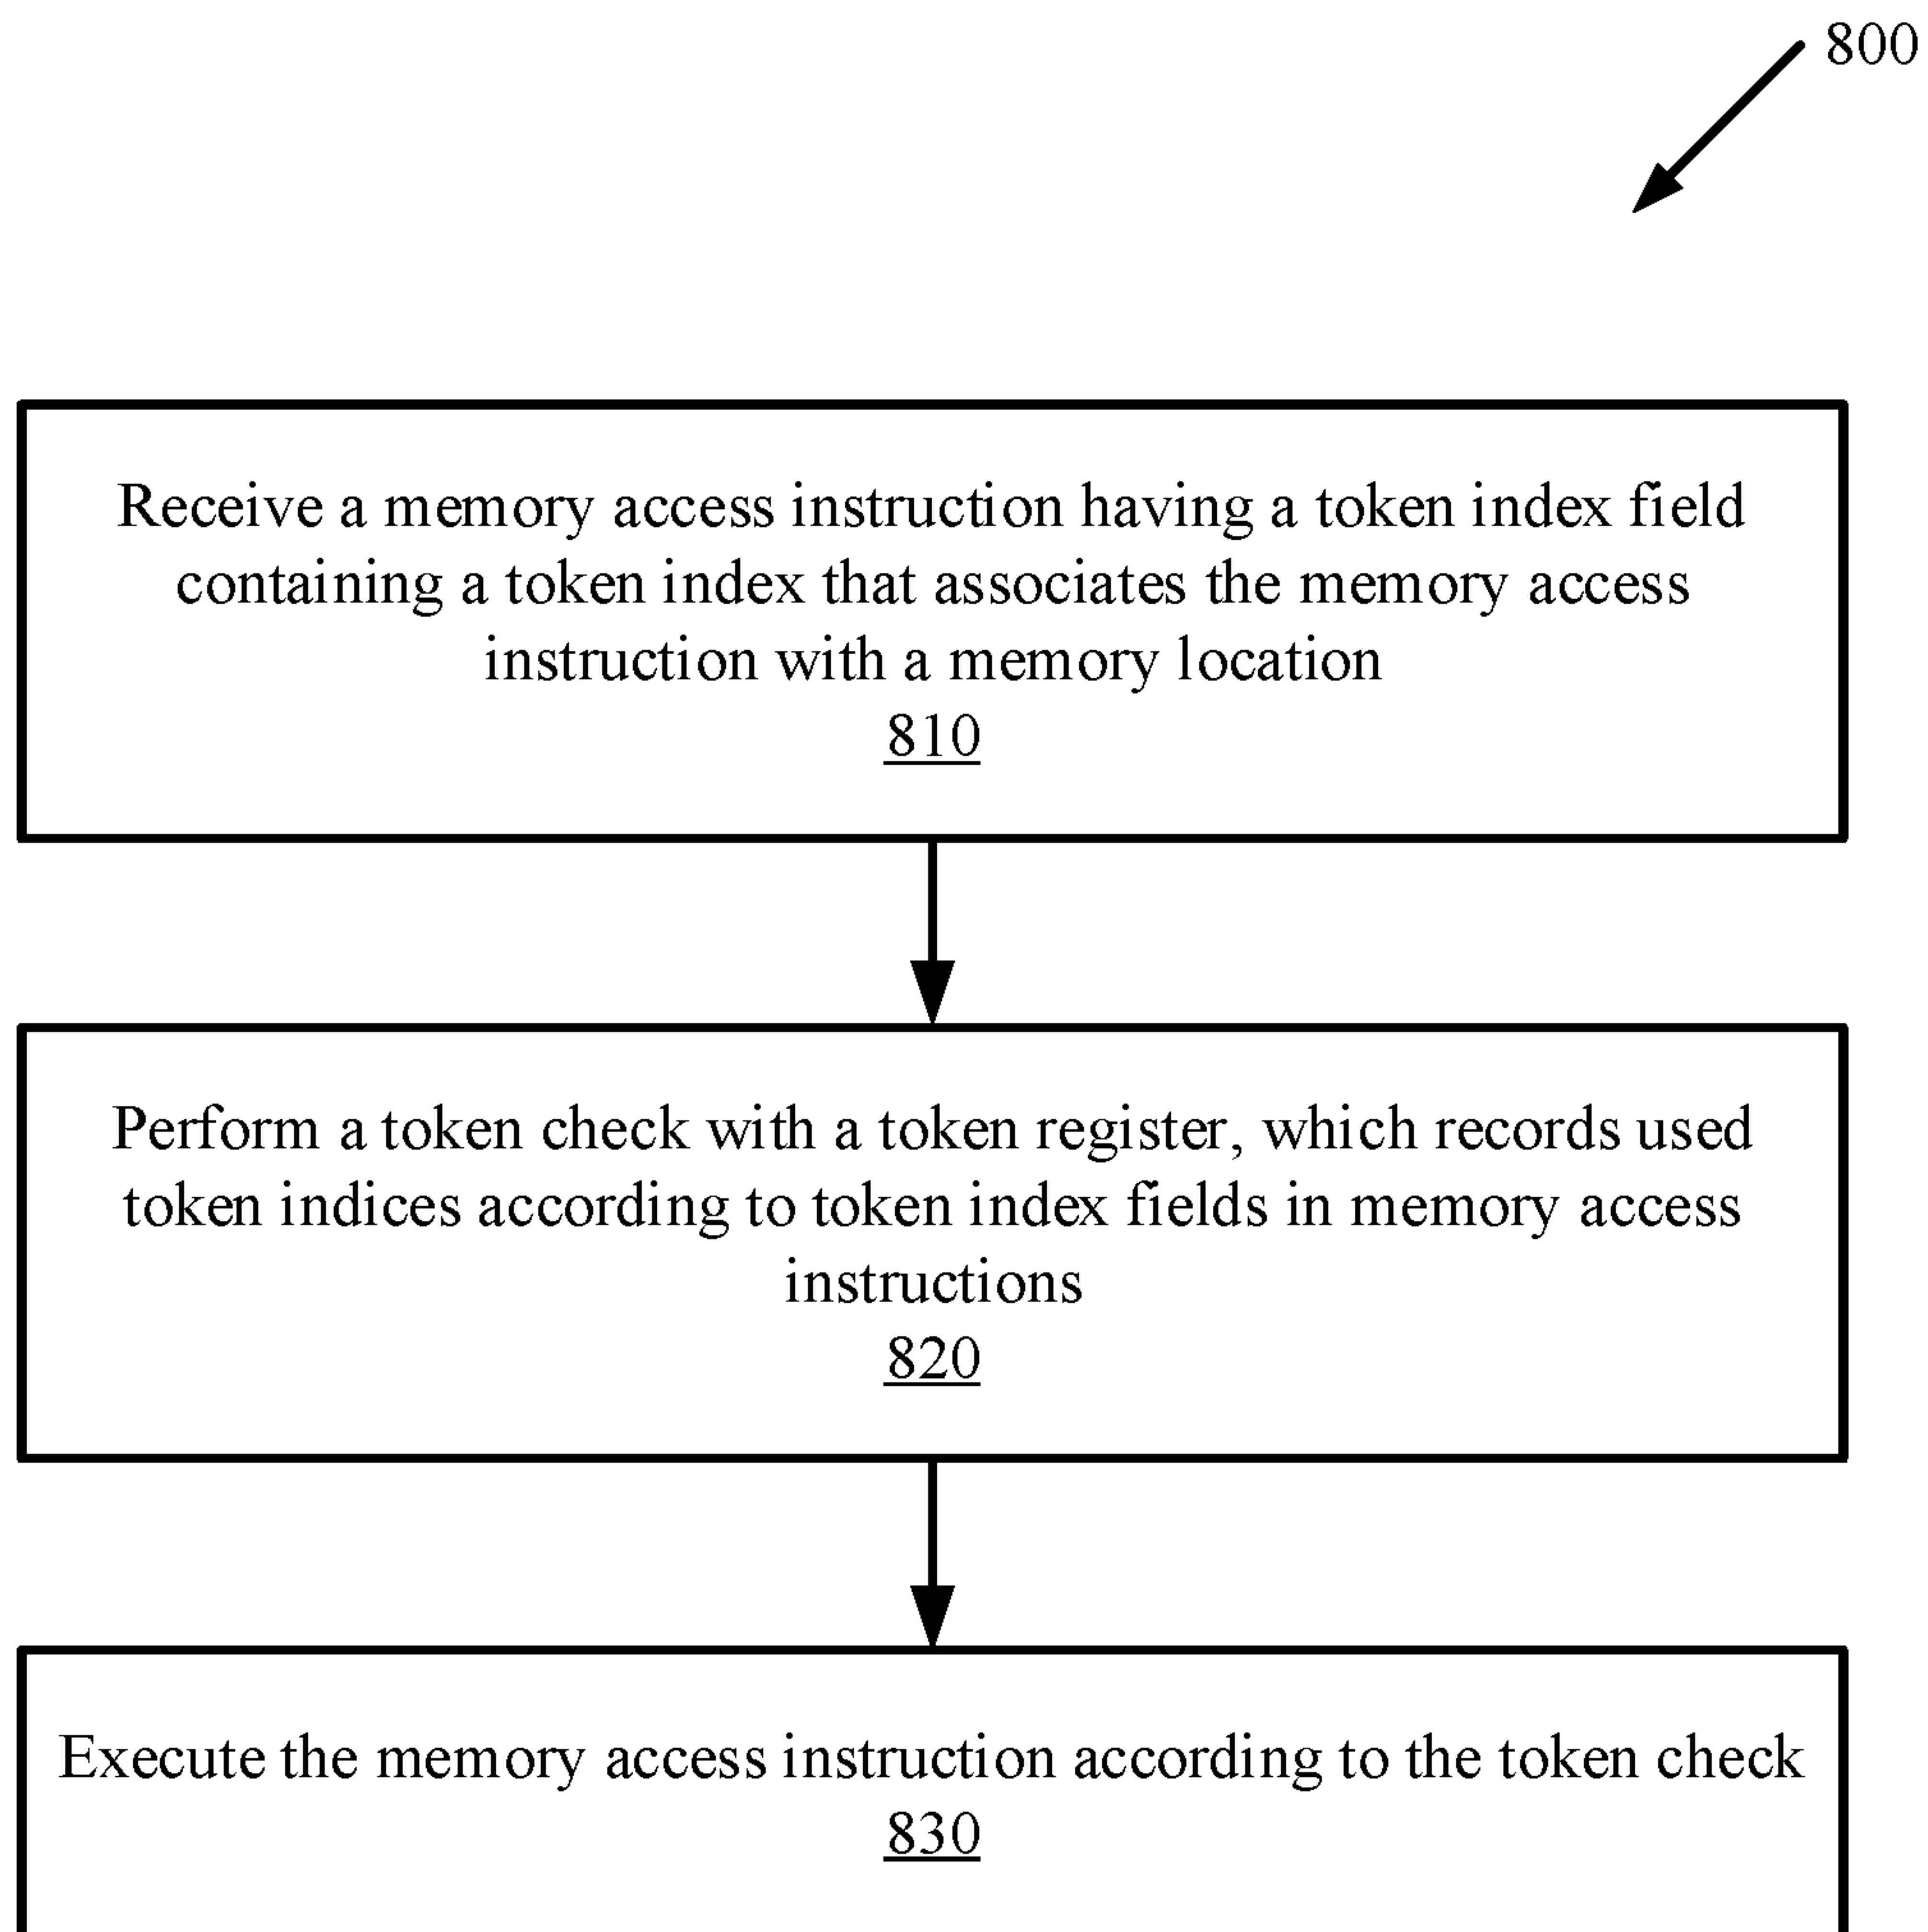 800
Receive a memory access instruction having a token index field
containing a token index that associates the memory access
instruction with a memory location
810
Perform a token check with a token register, which records used
token indices according to token index fields in memory access
instructions
820
Execute the memory access instruction according to the token check
830